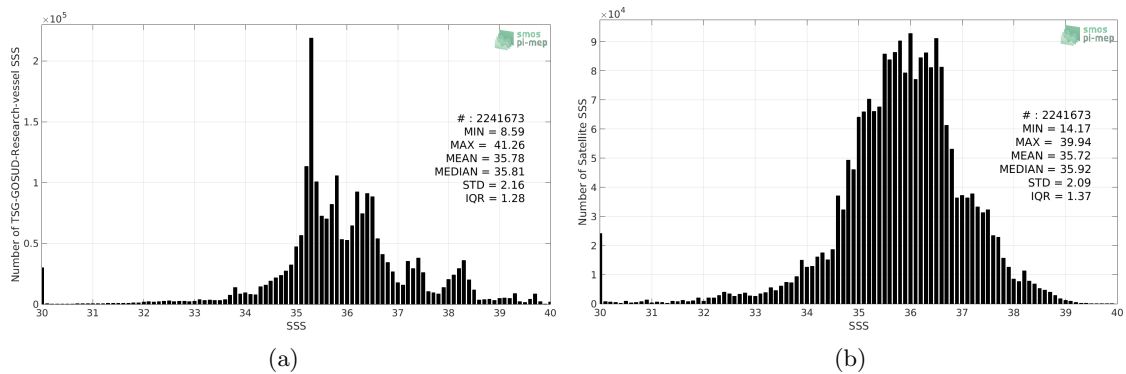 ×10⁵
smos
pi-mep
2
1.5
1
0.5
0
Number of TSG-GOSUD-Research-vessel SSS
# : 2241673
MIN = 8.59
MAX = 41.26
MEAN = 35.78
MEDIAN = 35.81
STD = 2.16
IQR = 1.28
30 31 32 33 34 35 36 37 38 39 40
SSS
(a)
×10⁴
smos
pi-mep
9
8
7
6
5
4
3
2
1
0
Number of Satellite SSS
# : 2241673
MIN = 14.17
MAX = 39.94
MEAN = 35.72
MEDIAN = 35.92
STD = 2.09
IQR = 1.37
30 31 32 33 34 35 36 37 38 39 40
SSS
(b)